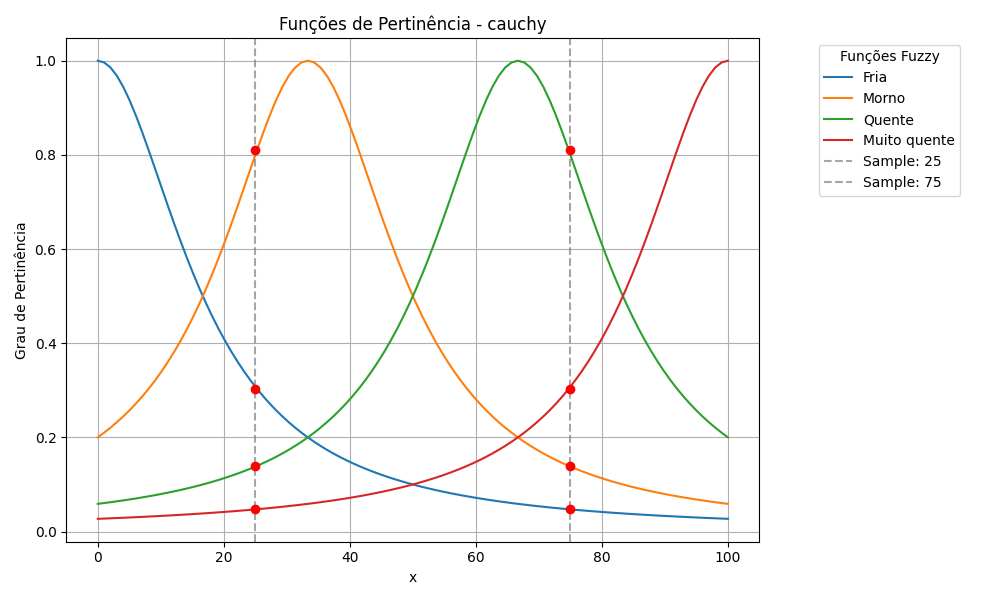 Funções de Pertinência - cauchy
Grau de Pertinência
1.0
0.8
0.6
0.4
0.2
0.0
0
20
40
60
80
100
x
Funções Fuzzy
Fria
Morno
Quente
Muito quente
Sample: 25
Sample: 75